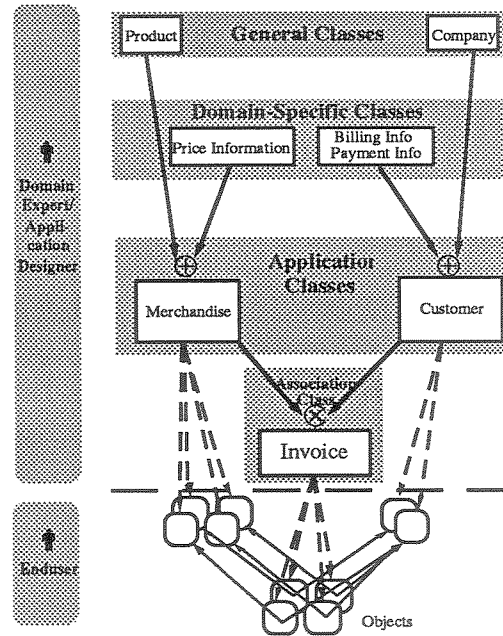 Product
General Classes
Company
Domain-Specific Classes
Price Information
Billing Info
Payment Info
Domain
Expert/
Appli-
cation
Designer
Application
Classes
Merchandise
Customer
Association
Class
Invoice
Enduser
Objects